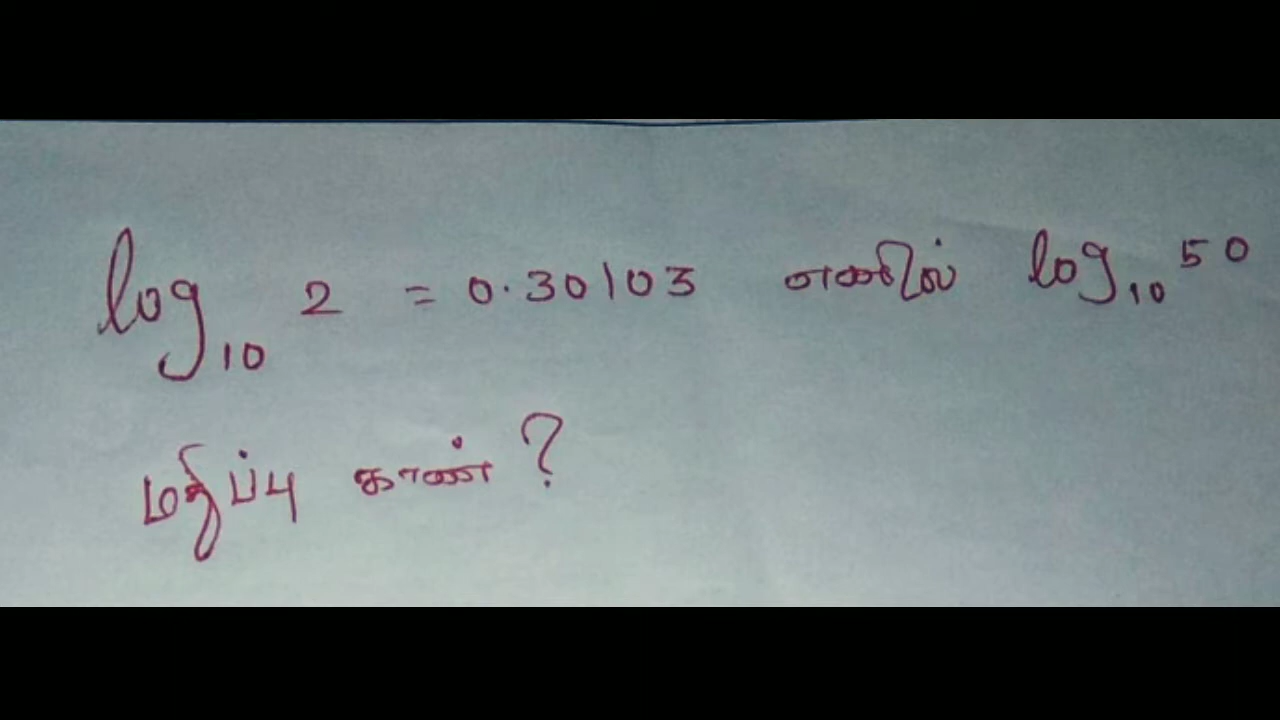 log₁₀ 2 = 0.30103 எனில் log₁₀ 50
மதிப்பு காண் ?